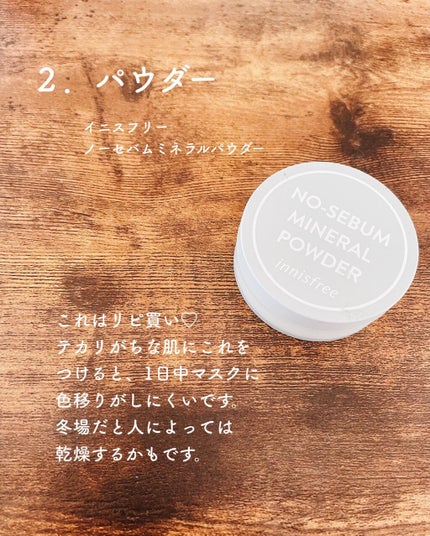 2. パウダー
イニスフリー
ノーセバムミネラルパウダー
NO-SEBUM
MINERAL
POWDER
innisfree
これはリピ買い♡
テカリがちな肌にこれを
つけると、1日中マスクに
色移りがしにくいです。
冬場だと人によっては
乾燥するかもです。